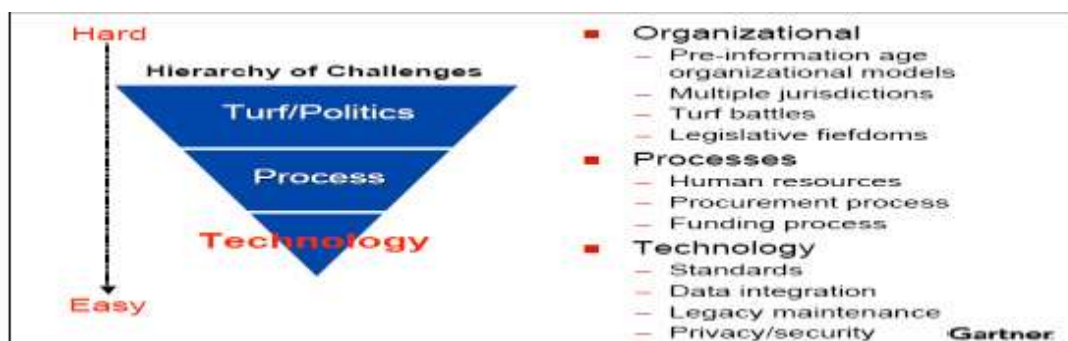 Hard
Hierarchy of Challenges
Turf/Politics
Process
Technology
Easy
■ Organizational
– Pre-information age
organizational models
– Multiple jurisdictions
– Turf battles
– Legislative fiefdoms
■ Processes
– Human resources
– Procurement process
– Funding process
■ Technology
– Standards
– Data integration
– Legacy maintenance
– Privacy/security
Gartner